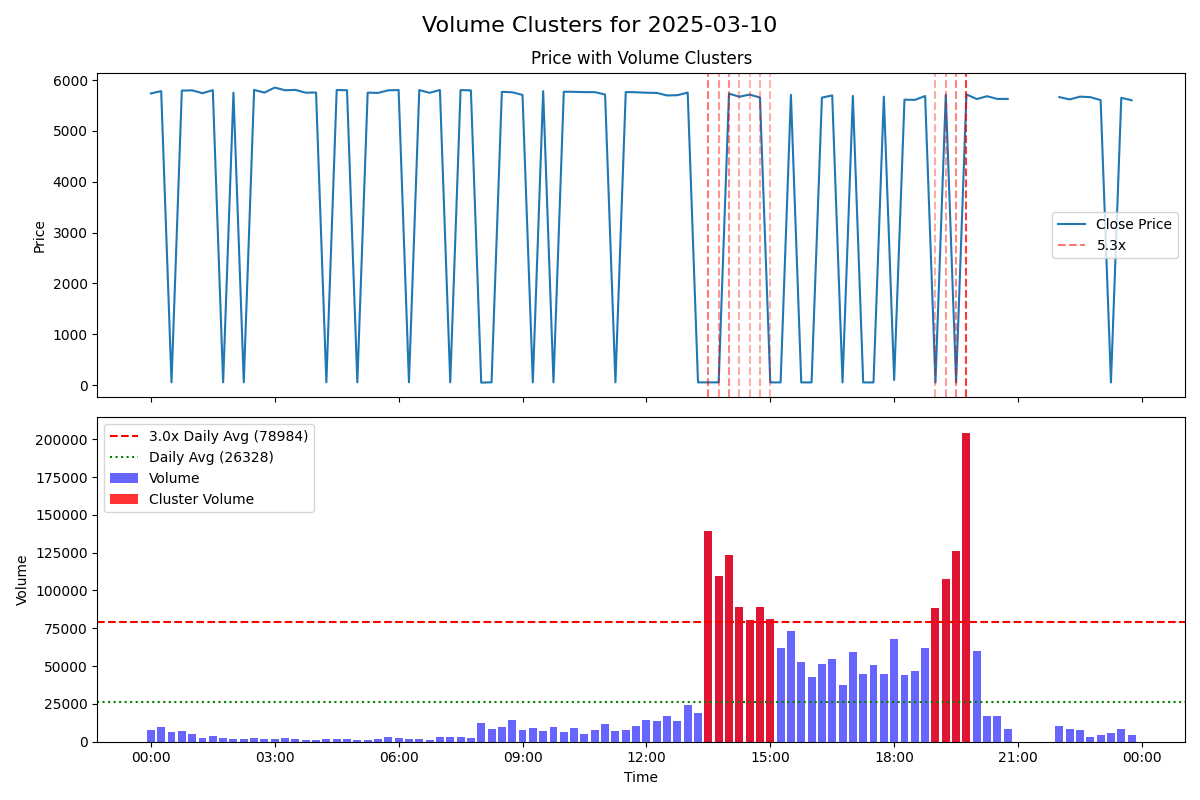 Volume Clusters for 2025-03-10
Price with Volume Clusters
6000
5000
4000
3000
2000
1000
0
Price
Close Price
5.3x
200000
175000
150000
125000
100000
75000
50000
25000
0
Volume
3.0x Daily Avg (78984)
Daily Avg (26328)
Volume
Cluster Volume
00:00 03:00 06:00 09:00 12:00 15:00 18:00 21:00 00:00
Time